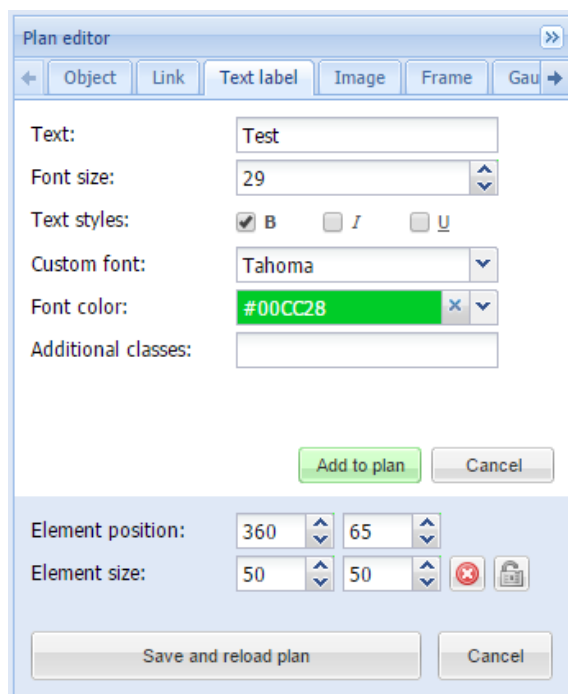 Plan editor
Object Link Text label Image Frame Gau
Text: Test
Font size: 29
Text styles: B I U
Custom font: Tahoma
Font color: #00CC28
Additional classes:
Add to plan Cancel
Element position: 360 65
Element size: 50 50
Save and reload plan Cancel